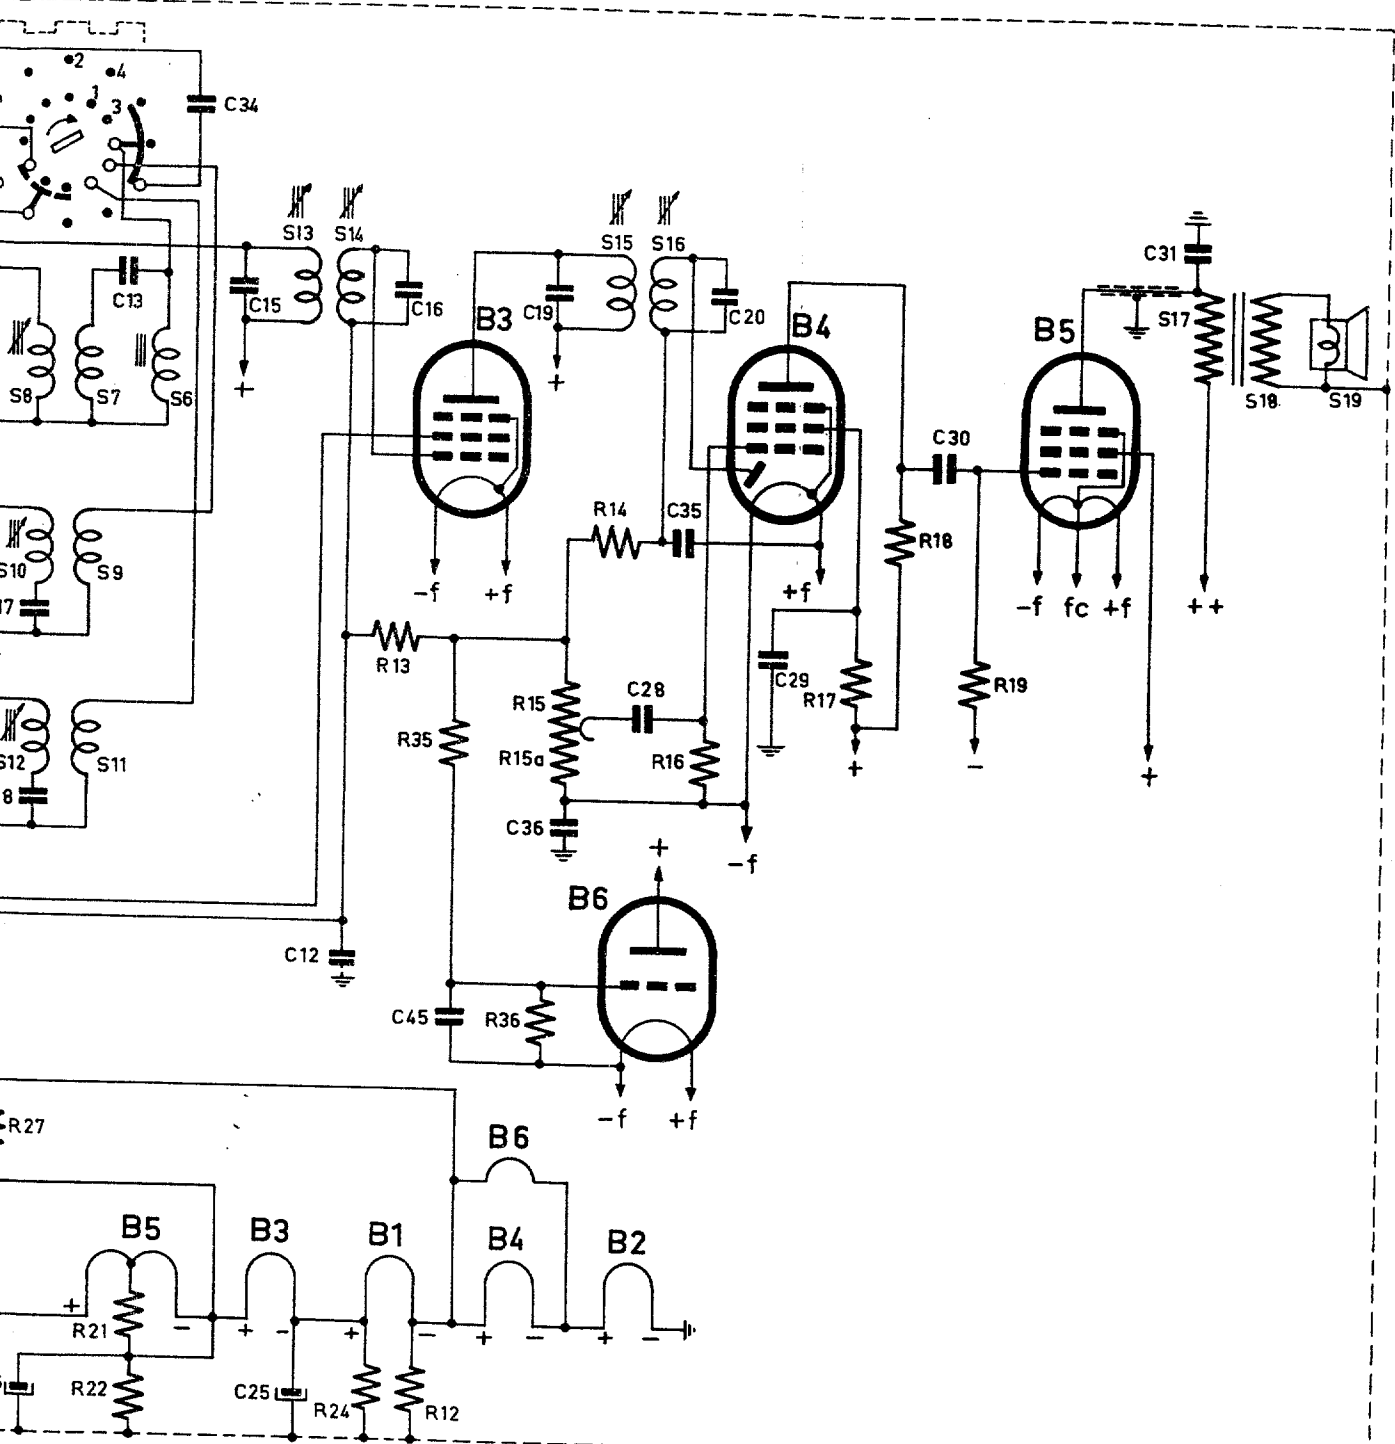 2
4
1
3
C34
S13 S14
S15 S16
C31
C13
C15
C16
B3
C19
C20
B4
B5
S17
S8
S7
S6
+
+
S18
S19
C30
R14
C35
R18
S10
S9
-f +f
+f
-f fc +f
++
17
R13
C29
R17
R19
R15
C28
R35
R15a
R16
S12
S11
+
-
+
8
C36
-f
+
B6
C12
C45
R36
-f +f
R27
B6
B5
B3
B1
B4
B2
+
-
+ -
+
-
+ -
+ -
R21
R22
C25
R24
R12